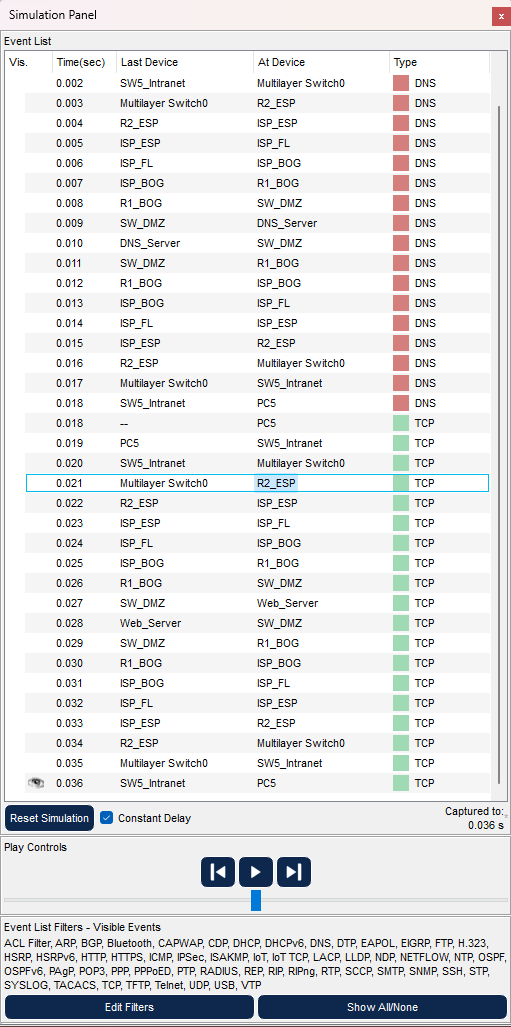 Simulation Panel
x
Event List
Vis. Time(sec) Last Device At Device Type
0.002 SW5_Intranet Multilayer Switch0 DNS
0.003 Multilayer Switch0 R2_ESP DNS
0.004 R2_ESP ISP_ESP DNS
0.005 ISP_ESP ISP_FL DNS
0.006 ISP_FL ISP_BOG DNS
0.007 ISP_BOG R1_BOG DNS
0.008 R1_BOG SW_DMZ DNS
0.009 SW_DMZ DNS_Server DNS
0.010 DNS_Server SW_DMZ DNS
0.011 SW_DMZ R1_BOG DNS
0.012 R1_BOG ISP_BOG DNS
0.013 ISP_BOG ISP_FL DNS
0.014 ISP_FL ISP_ESP DNS
0.015 ISP_ESP R2_ESP DNS
0.016 R2_ESP Multilayer Switch0 DNS
0.017 Multilayer Switch0 SW5_Intranet DNS
0.018 SW5_Intranet PC5 DNS
0.018 -- PC5 TCP
0.019 PC5 SW5_Intranet TCP
0.020 SW5_Intranet Multilayer Switch0 TCP
0.021 Multilayer Switch0 R2_ESP TCP
0.022 R2_ESP ISP_ESP TCP
0.023 ISP_ESP ISP_FL TCP
0.024 ISP_FL ISP_BOG TCP
0.025 ISP_BOG R1_BOG TCP
0.026 R1_BOG SW_DMZ TCP
0.027 SW_DMZ Web_Server TCP
0.028 Web_Server SW_DMZ TCP
0.029 SW_DMZ R1_BOG TCP
0.030 R1_BOG ISP_BOG TCP
0.031 ISP_BOG ISP_FL TCP
0.032 ISP_FL ISP_ESP TCP
0.033 ISP_ESP R2_ESP TCP
0.034 R2_ESP Multilayer Switch0 TCP
0.035 Multilayer Switch0 SW5_Intranet TCP
0.036 SW5_Intranet PC5 TCP
Reset Simulation Constant Delay Captured to:
0.036 s
Play Controls
Event List Filters - Visible Events
ACL Filter, ARP, BGP, Bluetooth, CAPWAP, CDP, DHCP, DHCPv6, DNS, DTP, EAPOL, EIGRP, FTP, H.323,
HSRP, HSRPv6, HTTP, HTTPS, ICMP, IPSec, ISAKMP, IoT, IoT TCP, LACP, LLDP, NDP, NETFLOW, NTP, OSPF,
OSPFv6, PAgP, POP3, PPP, PPPoED, PTP, RADIUS, REP, RIP, RIPng, RTP, SCCP, SMTP, SNMP, SSH, STP,
SYSLOG, TACACS, TCP, TFTP, Telnet, UDP, USB, VTP
Edit Filters Show All/None